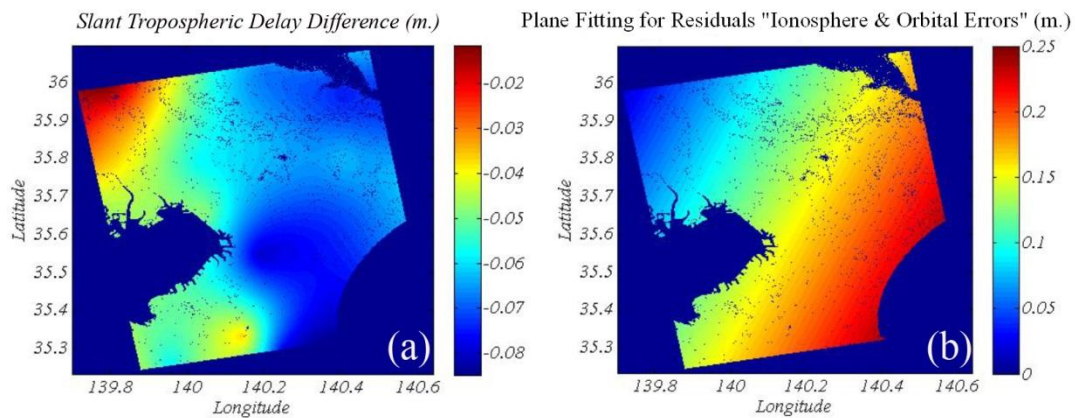 Slant Tropospheric Delay Difference (m.)
Plane Fitting for Residuals "Ionosphere & Orbital Errors" (m.)
36
35.9
35.8
35.7
35.6
35.5
35.4
35.3
Latitude
139.8 140 140.2 140.4 140.6
Longitude
(a)
-0.02
-0.03
-0.04
-0.05
-0.06
-0.07
-0.08
36
35.9
35.8
35.7
35.6
35.5
35.4
35.3
Latitude
139.8 140 140.2 140.4 140.6
Longitude
(b)
0.25
0.2
0.15
0.1
0.05
0